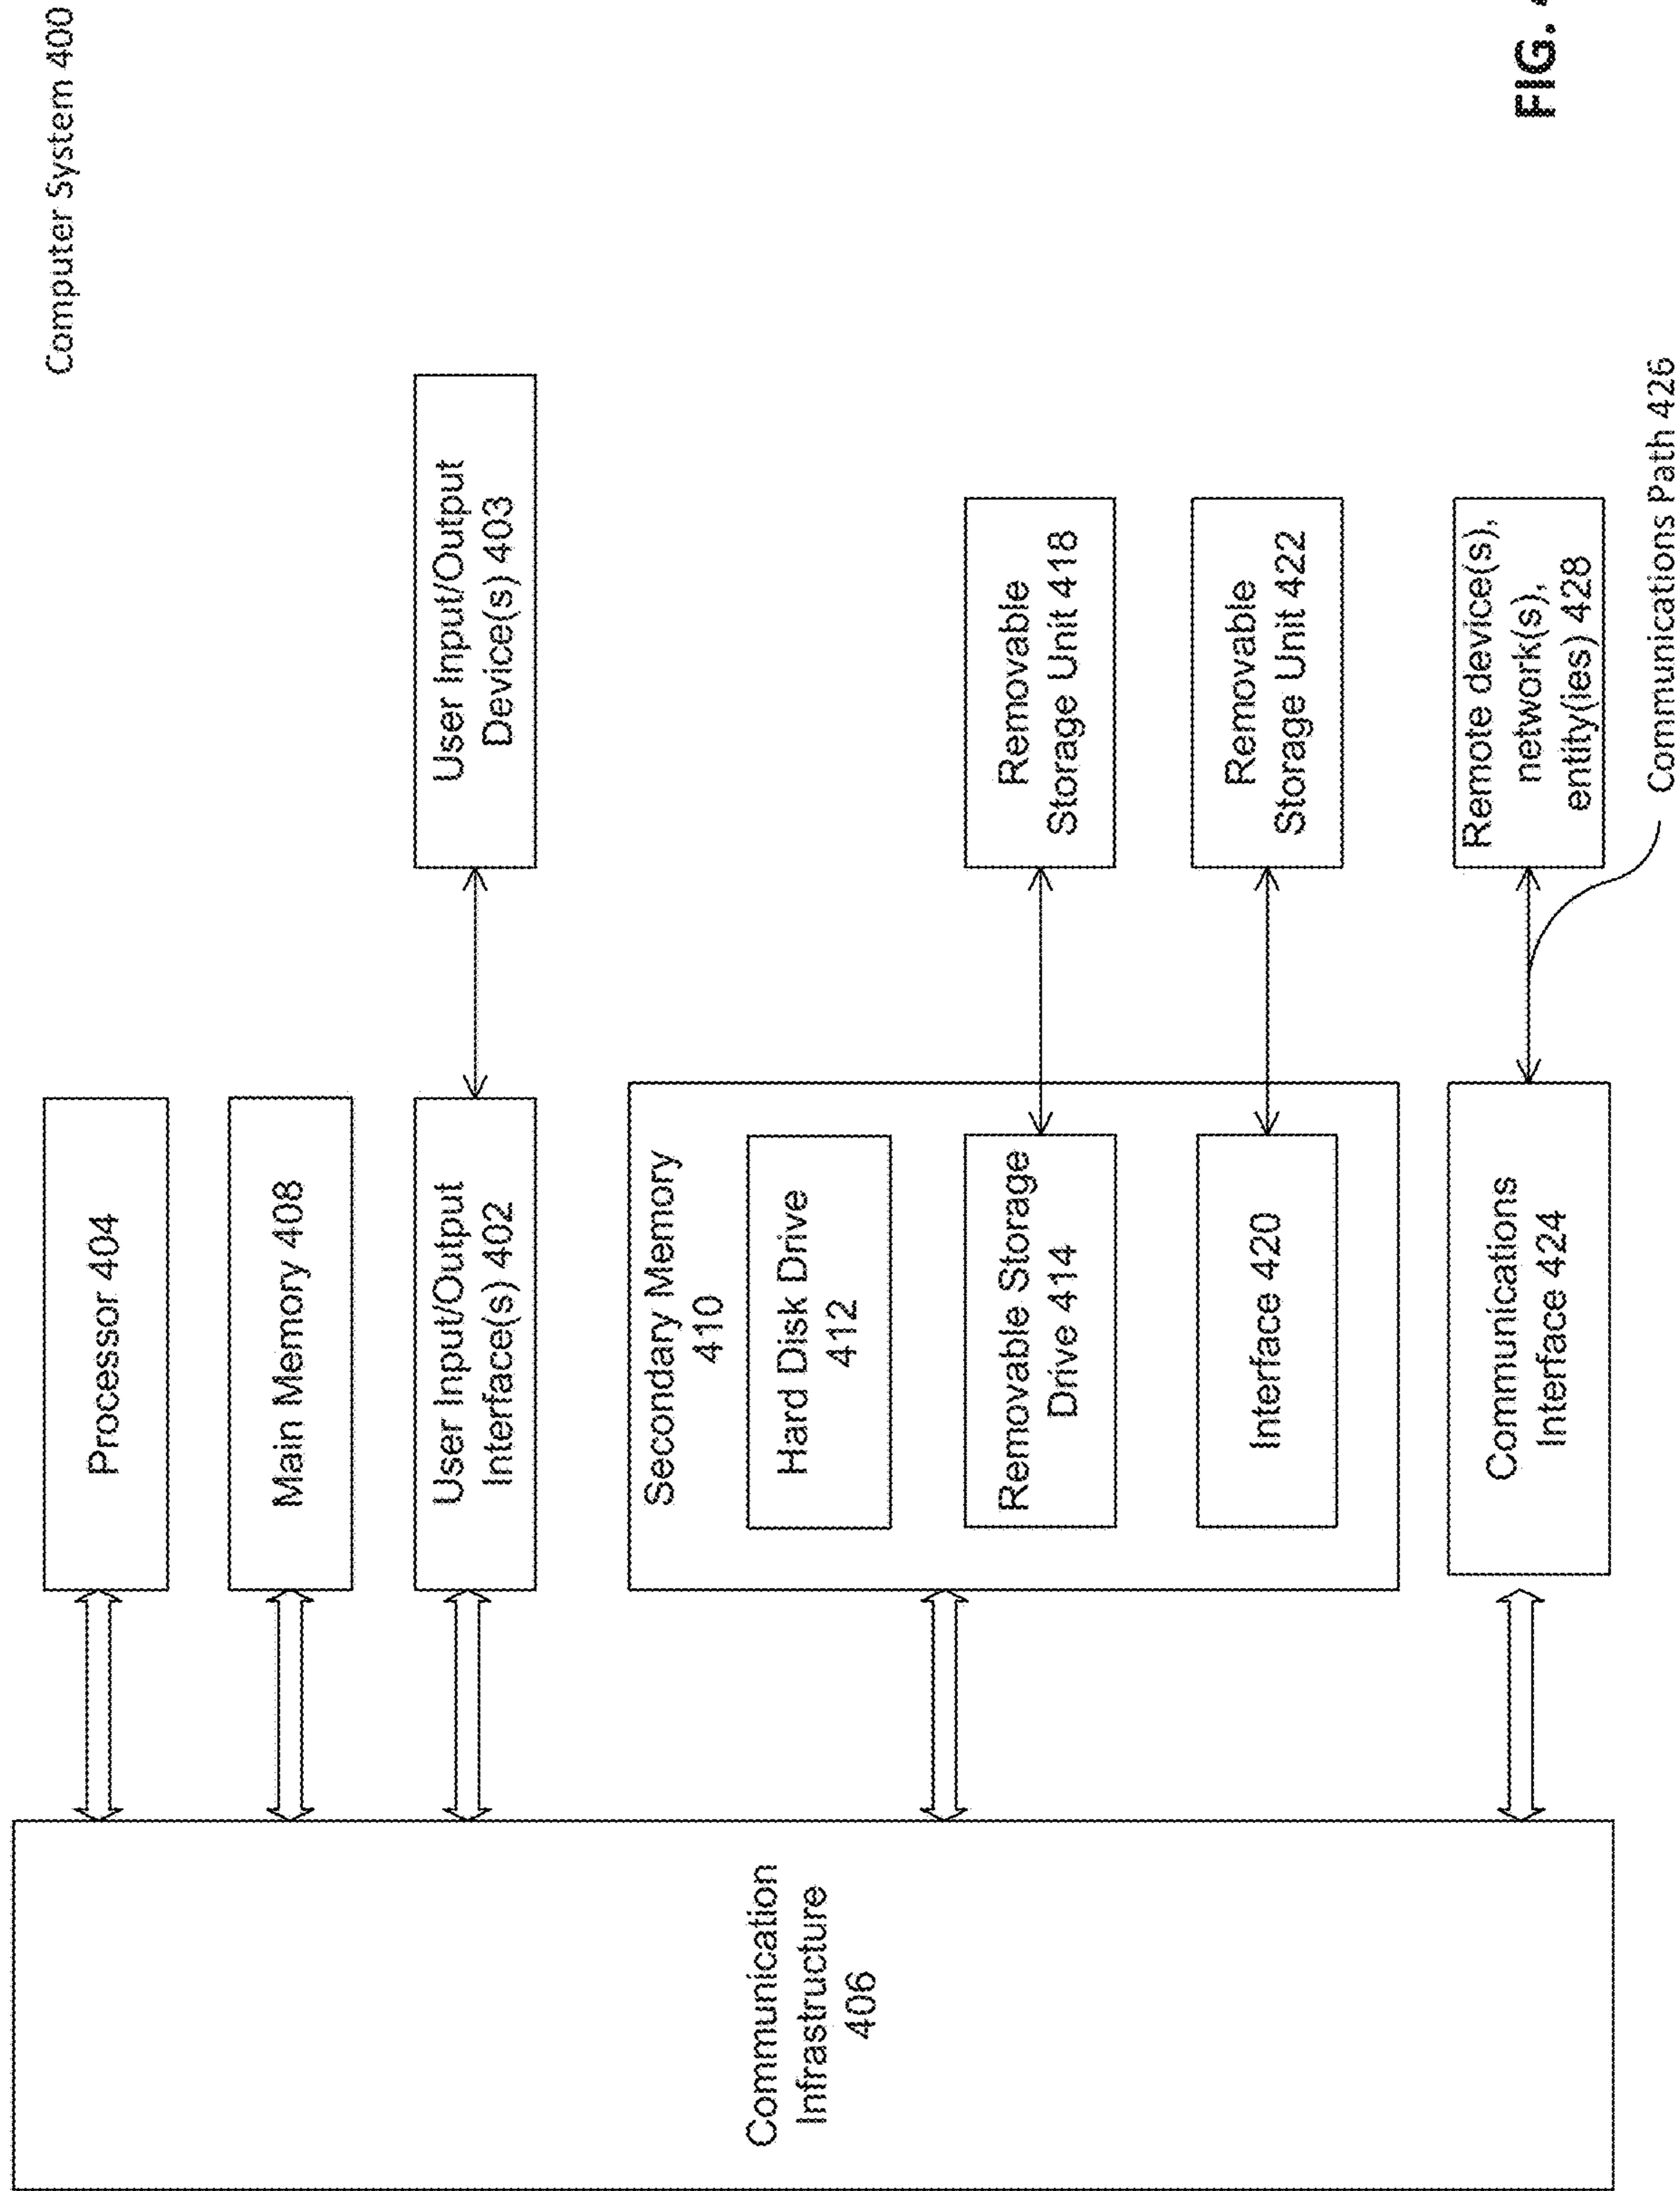 Computer System 400
Communication
Infrastructure
406
Processor 404
Main Memory 408
User Input/Output
Interface(s) 402
User Input/Output
Device(s) 403
Secondary Memory
410
Hard Disk Drive
412
Removable Storage
Drive 414
Removable
Storage Unit 418
Interface 420
Removable
Storage Unit 422
Communications
Interface 424
Remote device(s),
network(s),
entity(ies) 428
Communications Path 426
FIG.